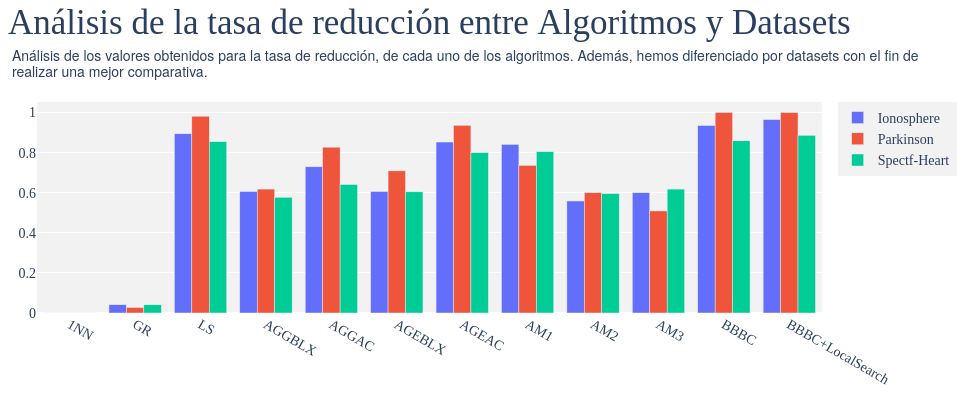 Análisis de la tasa de reducción entre Algoritmos y Datasets
Análisis de los valores obtenidos para la tasa de reducción, de cada uno de los algoritmos. Además, hemos diferenciado por datasets con el fin de
realizar una mejor comparativa.
1
0.8
0.6
0.4
0.2
0
1NN
GR
LS
AGGBLX
AGGAC
AGEBLX
AGEAC
AM1
AM2
AM3
BBBC
BBBC+LocalSearch
Ionosphere
Parkinson
Spectf-Heart